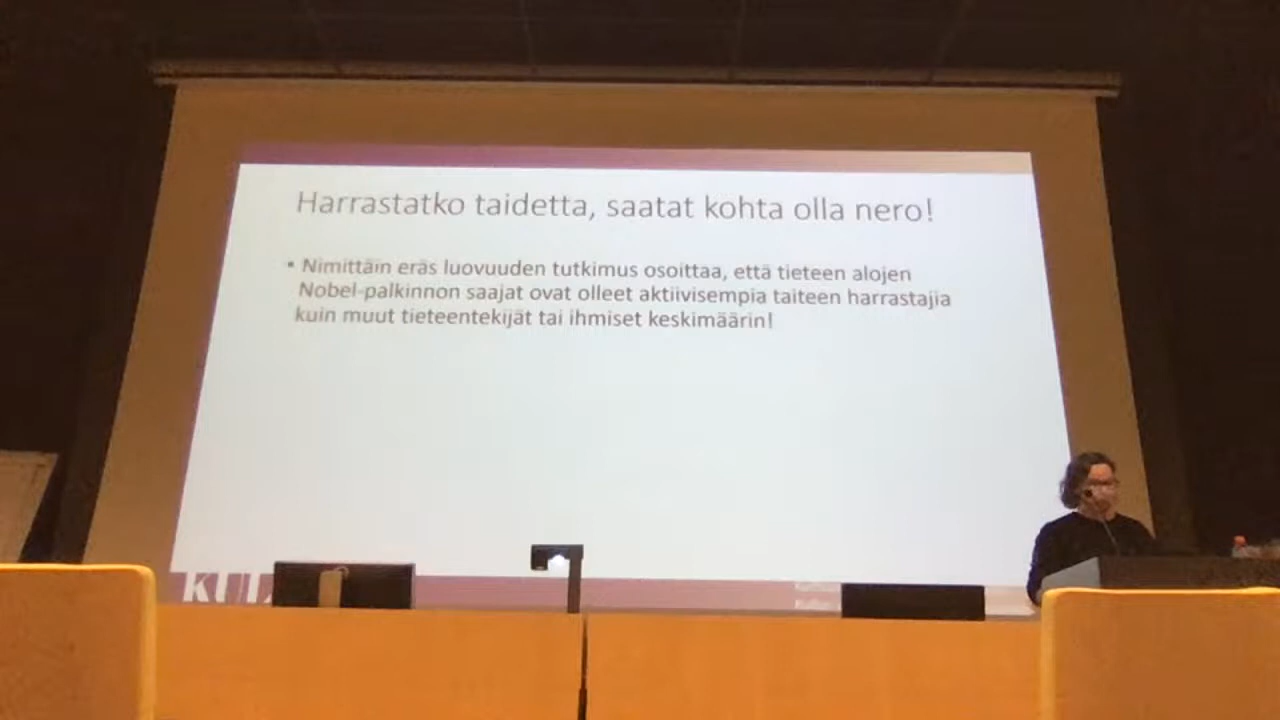 Harrastatko taidetta, saatat kohta olla nero!
• Nimittäin eräs luovuuden tutkimus osoittaa, että tieteen alojen
Nobel-palkinnon saajat ovat olleet aktiivisempia taiteen harrastajia
kuin muut tieteentekijät tai ihmiset keskimäärin!